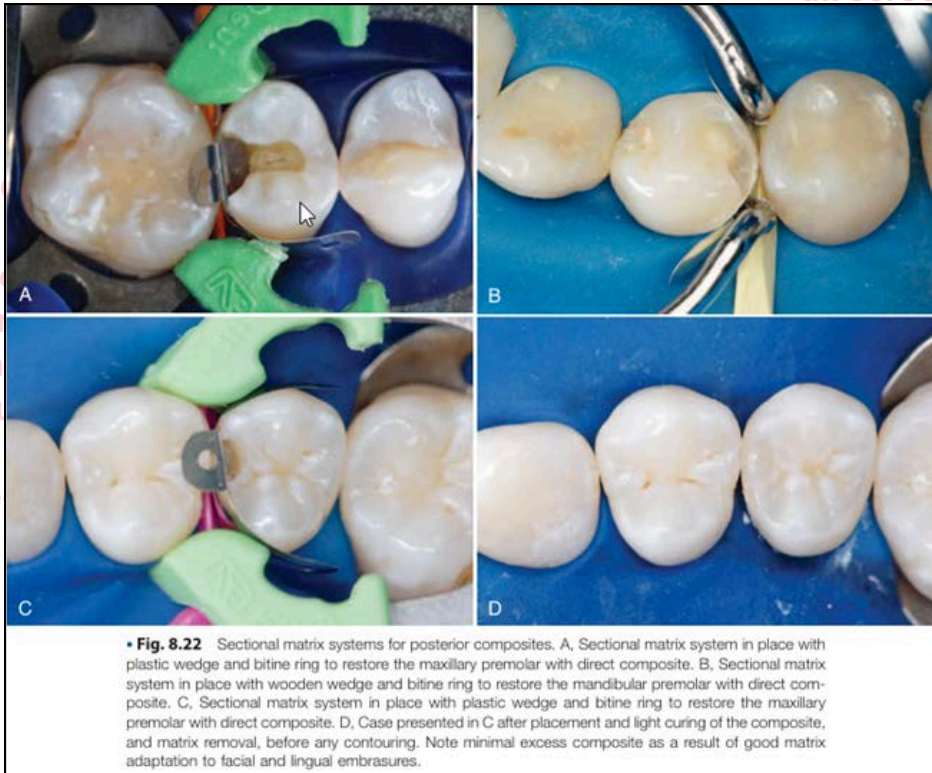 A
B
C
D
• Fig. 8.22 Sectional matrix systems for posterior composites. A, Sectional matrix system in place with
plastic wedge and bitine ring to restore the maxillary premolar with direct composite. B, Sectional matrix
system in place with wooden wedge and bitine ring to restore the mandibular premolar with direct com-
posite. C, Sectional matrix system in place with plastic wedge and bitine ring to restore the maxillary
premolar with direct composite. D, Case presented in C after placement and light curing of the composite,
and matrix removal, before any contouring. Note minimal excess composite as a result of good matrix
adaptation to facial and lingual embrasures.